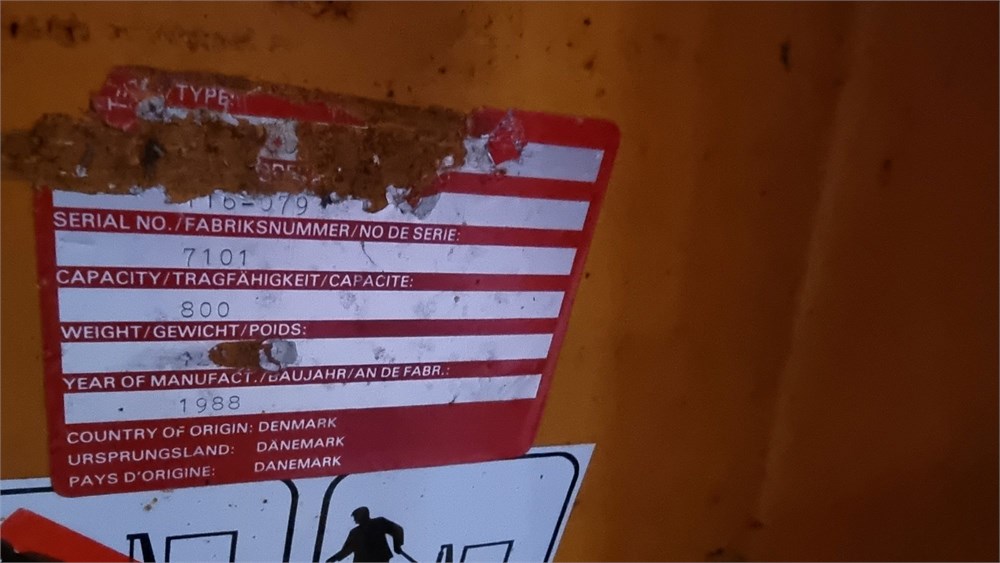 TYPE:
SERIAL NO./FABRIKSNUMMER/NO DE SERIE:
7101
CAPACITY/TRAGFÄHIGKEIT/CAPACITE:
800
WEIGHT/GEWICHT/POIDS:
YEAR OF MANUFACT./BAUJAHR/AN DE FABR.:
1988
COUNTRY OF ORIGIN: DENMARK
URSPRUNGSLAND: DÄNEMARK
PAYS D'ORIGINE: DANEMARK